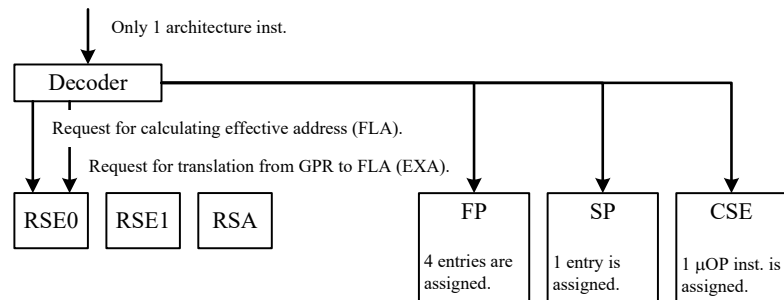 Only 1 architecture inst.
Decoder
Request for calculating effective address (FLA).
Request for translation from GPR to FLA (EXA).
RSE0
RSE1
RSA
FP
4 entries are
assigned.
SP
1 entry is
assigned.
CSE
1 μOP inst. is
assigned.